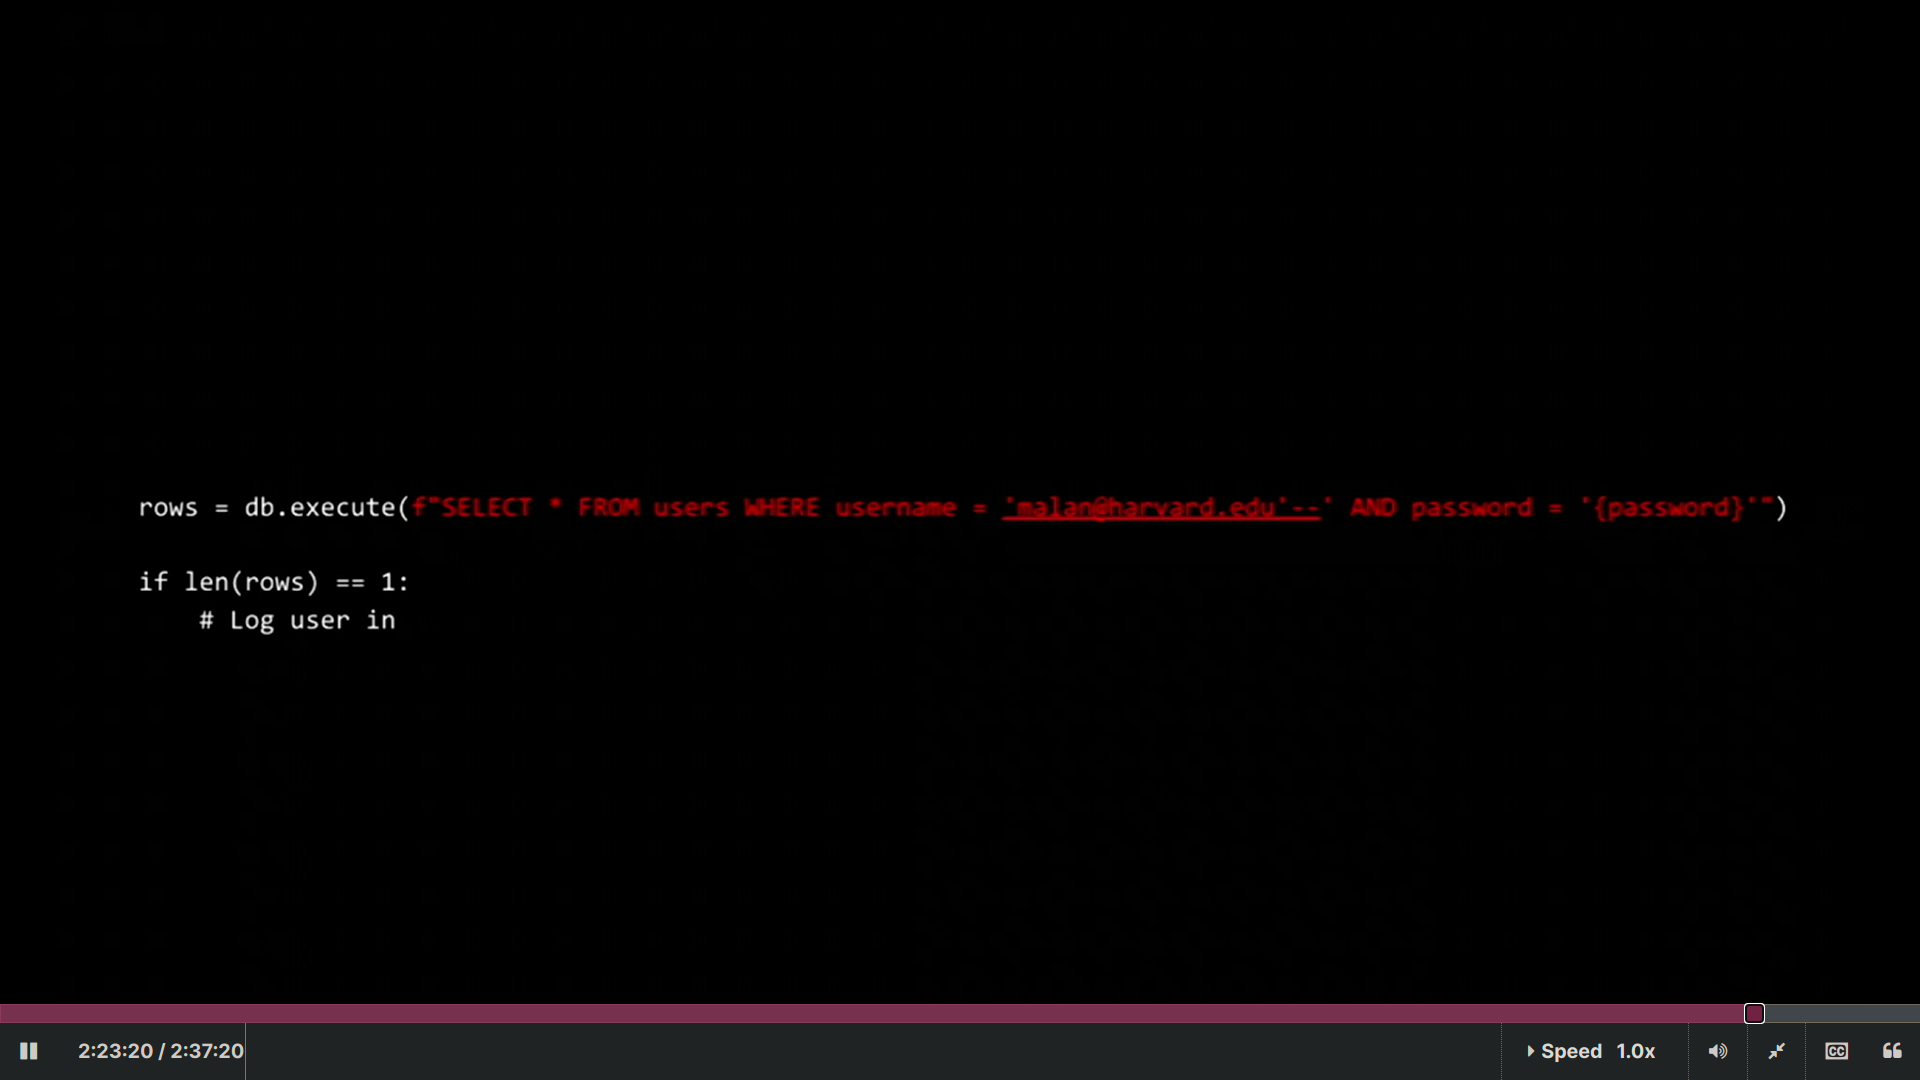 rows = db.execute(f"SELECT * FROM users WHERE username = 'malan@harvard.edu'--' AND password = '{password}'")
if len(rows) == 1:
# Log user in
2:23:20 / 2:37:20
Speed 1.0x
CC